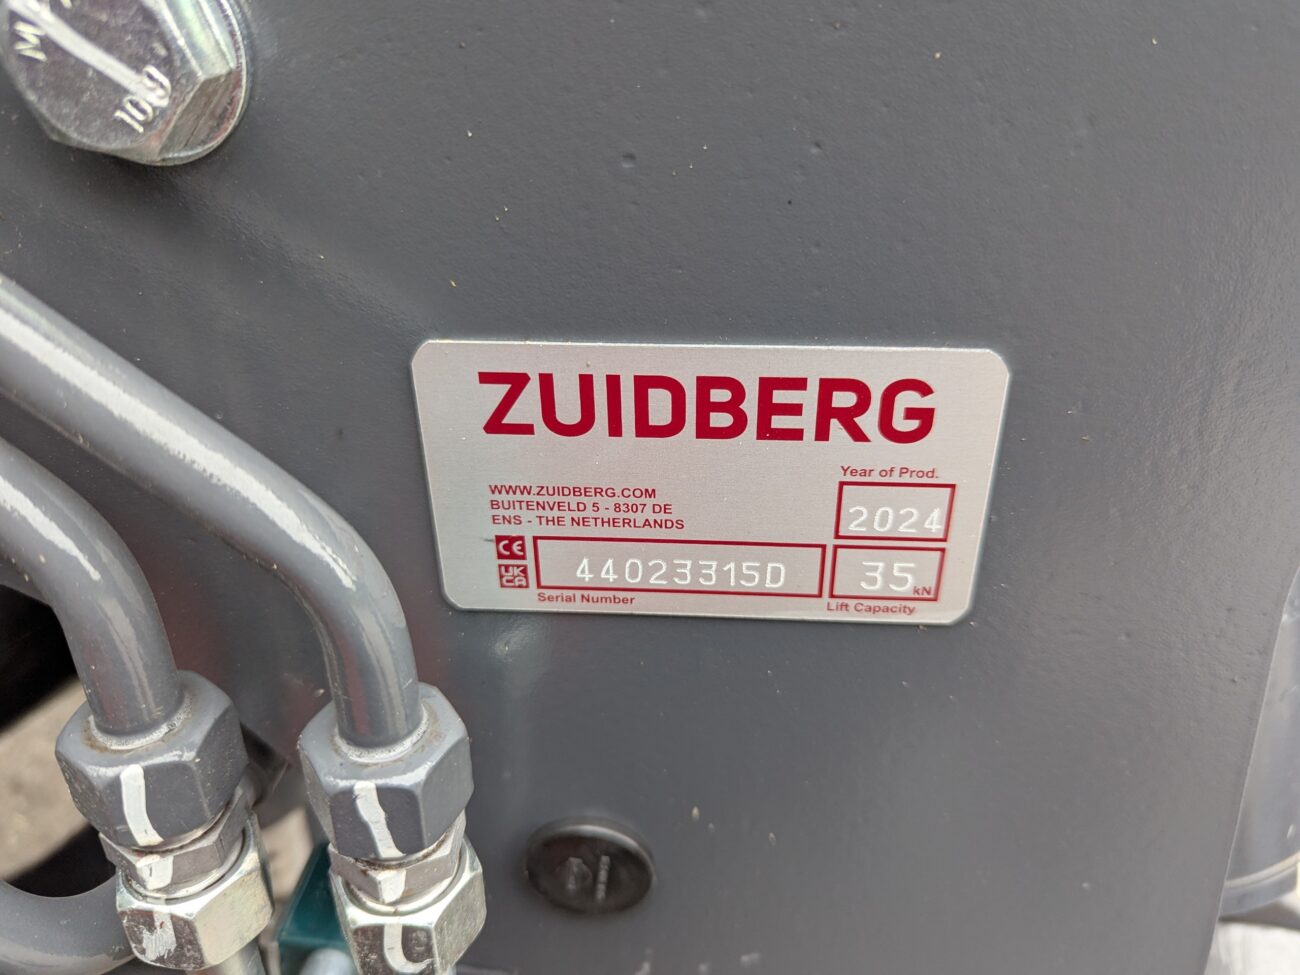 M
109
ZUIDBERG
Year of Prod.
2024
WWW.ZUIDBERG.COM
BUITENVELD 5 - 8307 DE
ENS - THE NETHERLANDS
CE
UK
CA
44023315D
35 kN
Serial Number
Lift Capacity